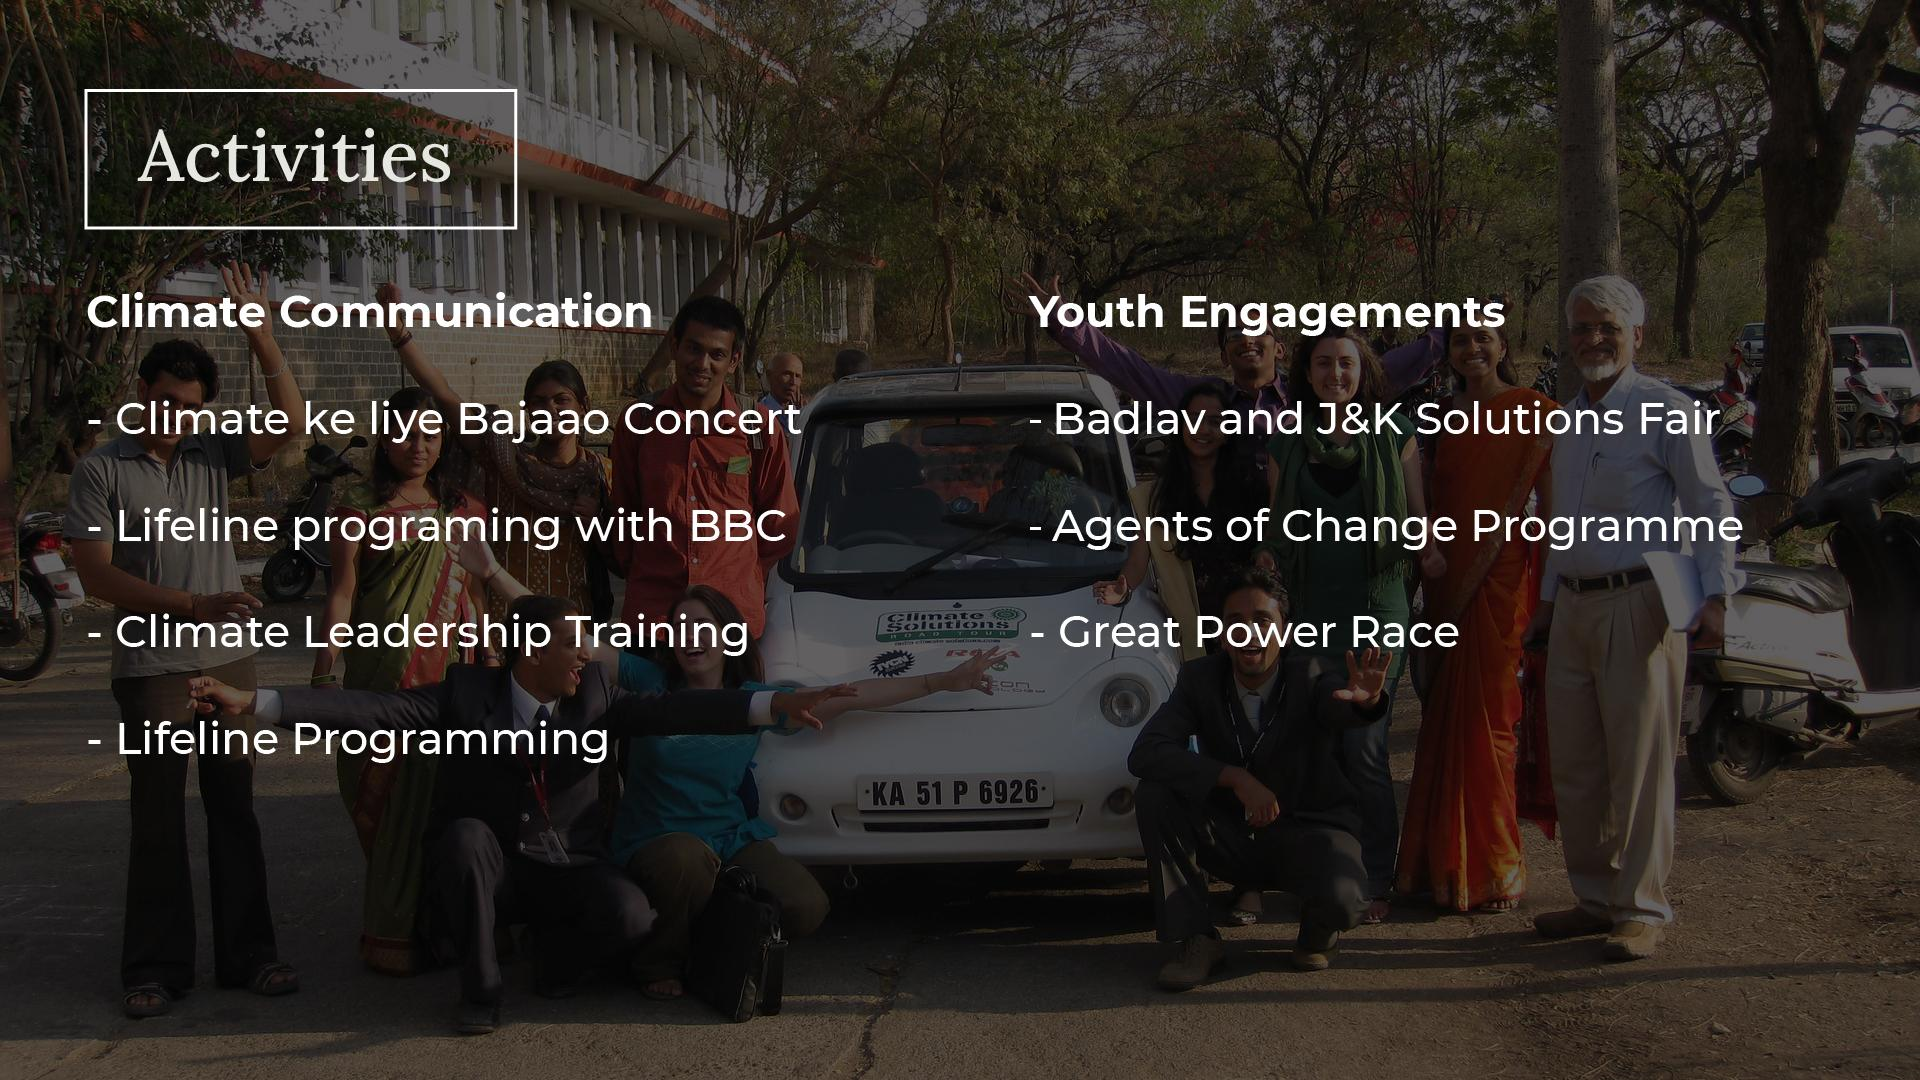 Activities
Climate Communication
- Climate ke liye Bajaao Concert
- Lifeline programing with BBC
- Climate Leadership Training
- Lifeline Programming
Youth Engagements
- Badlav and J&K Solutions Fair
- Agents of Change Programme
- Great Power Race
Climate
Solutions
ROAD TOUR
KA 51 P 6926